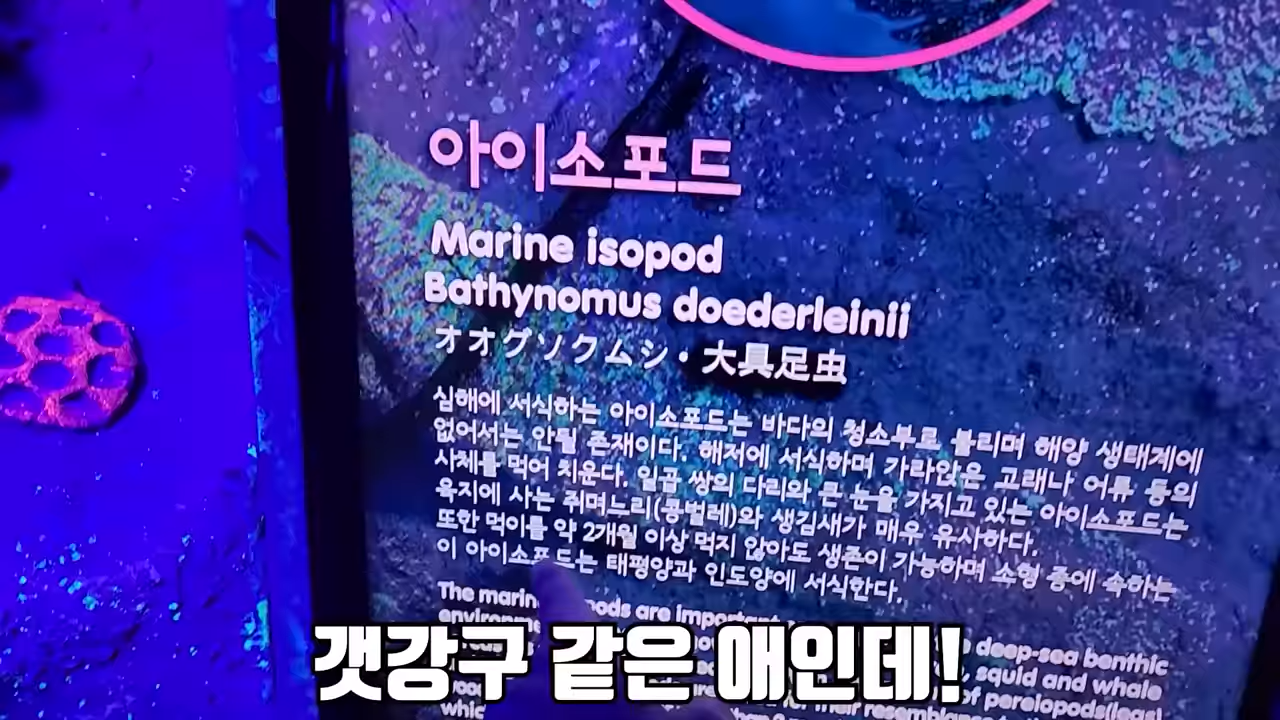 아이소포드
Marine isopod
Bathynomus doederleinii
オオグソクムシ・大具足虫
심해에 서식하는 아이소포드는 바다의 청소부로 불리며 해양 생태계에
없어서는 안될 존재이다. 해저에 서식하며 가라앉은 고래나 어류 등의
사체를 먹어 치운다. 일곱 쌍의 다리와 큰 눈을 가지고 있는 아이소포드는
육지에 사는 쥐며느리(콩벌레)와 생김새가 매우 유사하다.
또한 먹이를 약 2개월 이상 먹지 않아도 생존이 가능하며 소형 종에 속하는
이 아이소포드는 태평양과 인도양에 서식한다.
The marine isopods are important deep-sea benthic
squid and whale
of pereiopods(legs)
their resemblance
갯강구 같은 애인데!